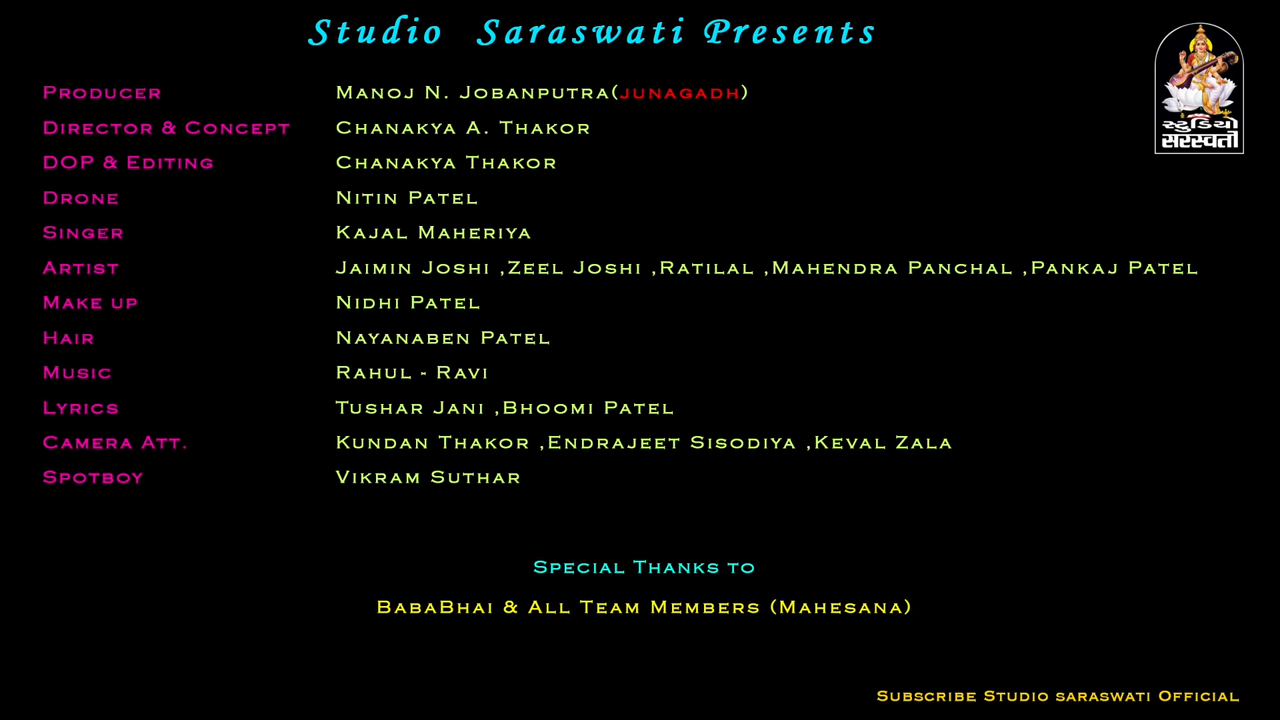 Studio Saraswati Presents
સ્ટુડિયો
સરસ્વતી
Producer Manoj N. Jobanputra(Junagadh)
Director & Concept Chanakya A. Thakor
DOP & Editing Chanakya Thakor
Drone Nitin Patel
Singer Kajal Maheriya
Artist Jaimin Joshi ,Zeel Joshi ,Ratilal ,Mahendra Panchal ,Pankaj Patel
Make up Nidhi Patel
Hair Nayanaben Patel
Music Rahul - Ravi
Lyrics Tushar Jani ,Bhoomi Patel
Camera Att. Kundan Thakor ,Endrajeet Sisodiya ,Keval Zala
Spotboy Vikram Suthar
Special Thanks to
BabaBhai & All Team Members (Mahesana)
Subscribe Studio saraswati Official